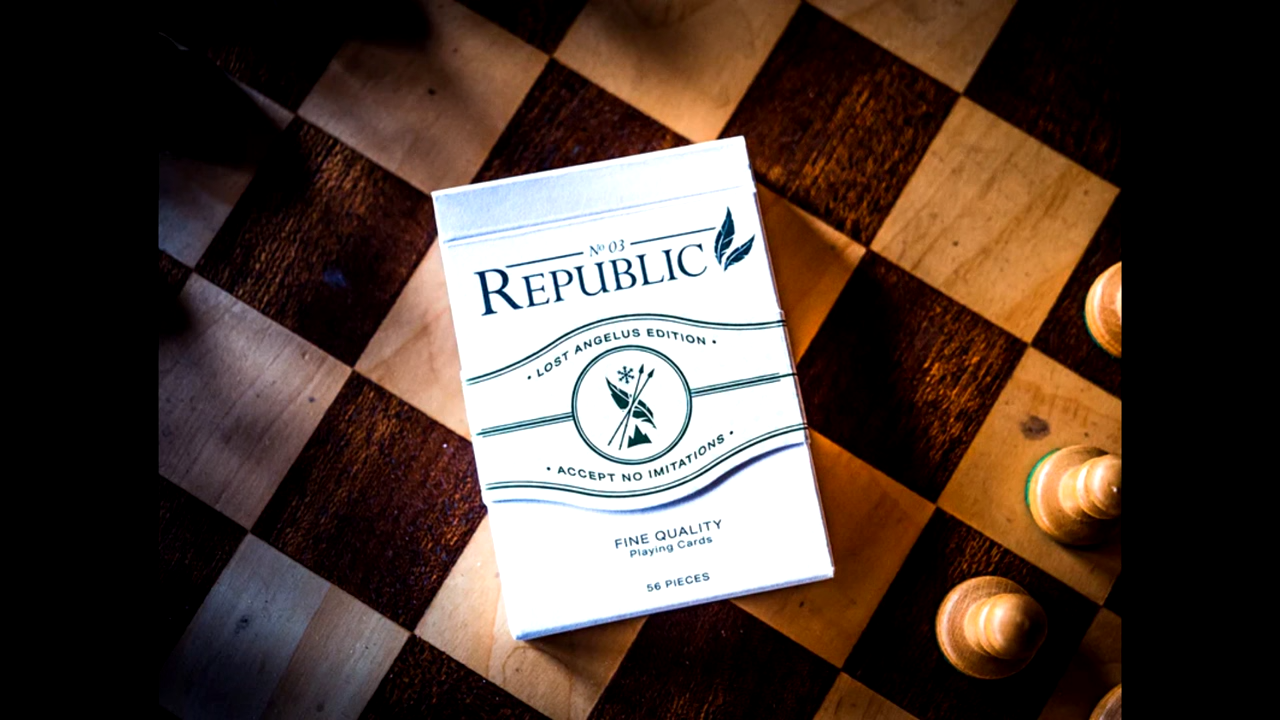 Nº 03
REPUBLIC
• LOST ANGELUS EDITION •
• ACCEPT NO IMITATIONS •
FINE QUALITY
Playing Cards
56 PIECES